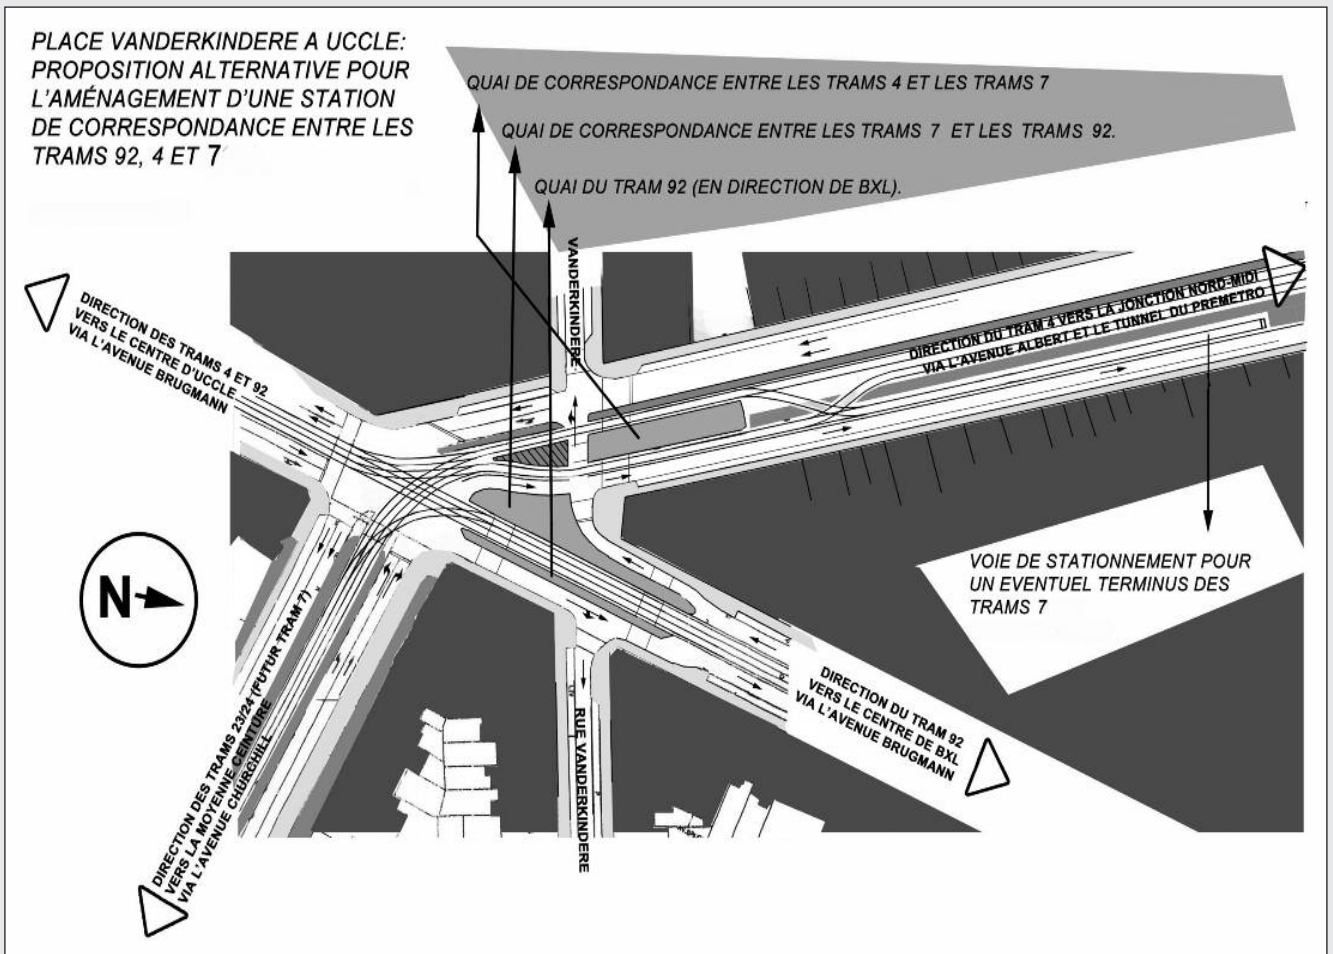 PLACE VANDERKINDERE A UCCLE:
PROPOSITION ALTERNATIVE POUR
L'AMÉNAGEMENT D'UNE STATION
DE CORRESPONDANCE ENTRE LES
TRAMS 92, 4 ET 7
QUAI DE CORRESPONDANCE ENTRE LES TRAMS 4 ET LES TRAMS 7
QUAI DE CORRESPONDANCE ENTRE LES TRAMS 7 ET LES TRAMS 92.
QUAI DU TRAM 92 (EN DIRECTION DE BXL).
VANDERKINDERE
DIRECTION DES TRAMS 4 ET 92
VERS LE CENTRE D'UCCLE
VIA L'AVENUE BRUGMANN
DIRECTION DU TRAM 4 VERS LA JONCTION NORD-MIDI
VIA L'AVENUE ALBERT ET LE TUNNEL DU PREMETRO
N
VOIE DE STATIONNEMENT POUR
UN EVENTUEL TERMINUS DES
TRAMS 7
DIRECTION DES TRAMS 23/24 (FUTUR TRAM 7)
VERS LA MOYENNE CEINTURE
VIA L'AVENUE CHURCHILL
RUE VANDERKINDERE
DIRECTION DU TRAM 92
VERS LE CENTRE DE BXL
VIA L'AVENUE BRUGMANN